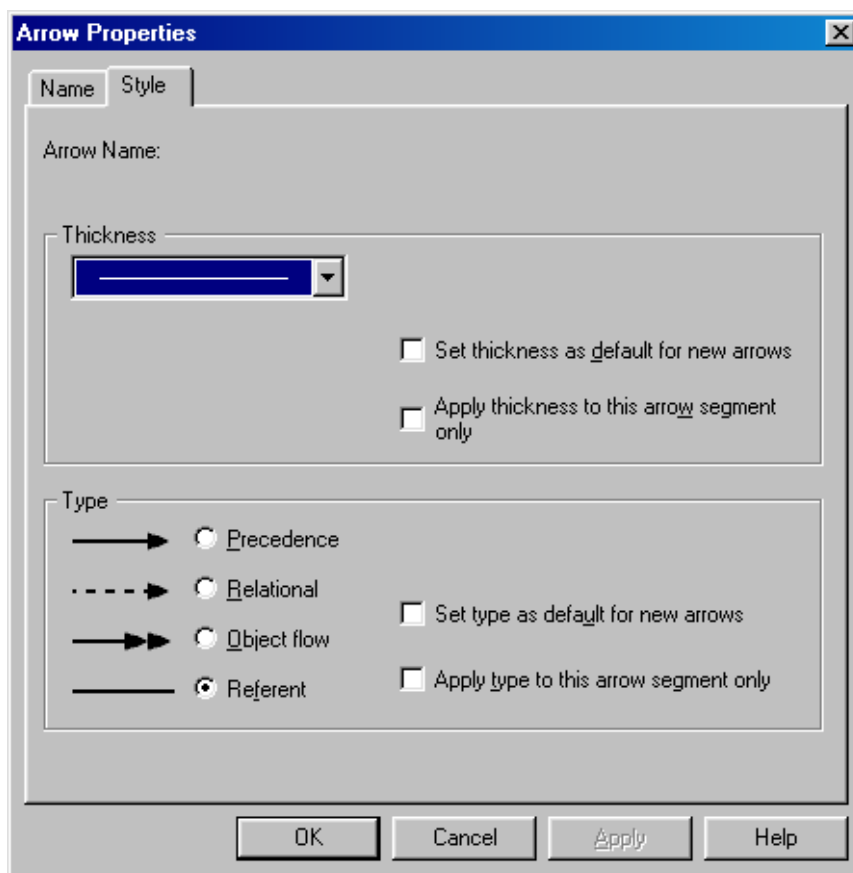 Arrow Properties
Name
Style
Arrow Name:
Thickness
Set thickness as default for new arrows
Apply thickness to this arrow segment
only
Type
Precedence
Relational
Object flow
Referent
Set type as default for new arrows
Apply type to this arrow segment only
OK
Cancel
Apply
Help